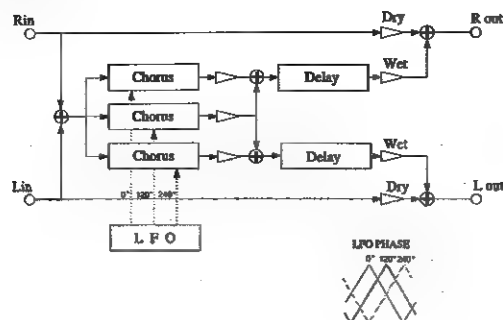 Rin
Dry
R out
Wet
Chorus
Delay
Chorus
Chorus
Delay
Wet
Lin
0° 120° 240°
Dry
L out
L F O
LFO PHASE
0° 120° 240°